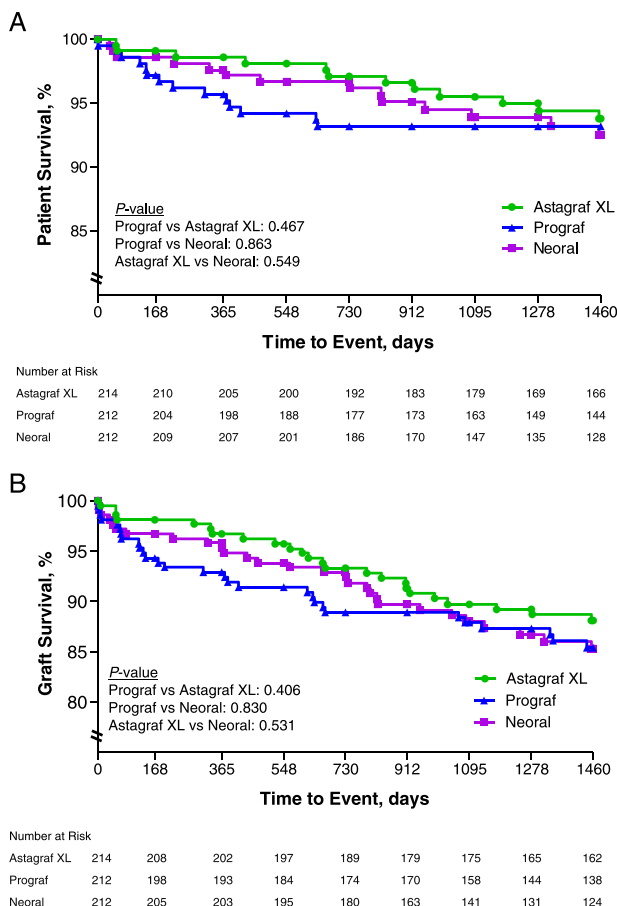 A
Patient Survival, %
100
95
90
85
P-value
Prograf vs Astagraf XL: 0.467
Prograf vs Neoral: 0.863
Astagraf XL vs Neoral: 0.549
Astagraf XL
Prograf
Neoral
0 168 365 548 730 912 1095 1278 1460
Time to Event, days
Number at Risk
Astagraf XL 214 210 205 200 192 183 179 169 166
Prograf 212 204 198 188 177 173 163 149 144
Neoral 212 209 207 201 186 170 147 135 128
B
Graft Survival, %
100
95
90
85
80
P-value
Prograf vs Astagraf XL: 0.406
Prograf vs Neoral: 0.830
Astagraf XL vs Neoral: 0.531
Astagraf XL
Prograf
Neoral
0 168 365 548 730 912 1095 1278 1460
Time to Event, days
Number at Risk
Astagraf XL 214 208 202 197 189 179 175 165 162
Prograf 212 198 193 184 174 170 158 144 138
Neoral 212 205 203 195 180 163 141 131 124